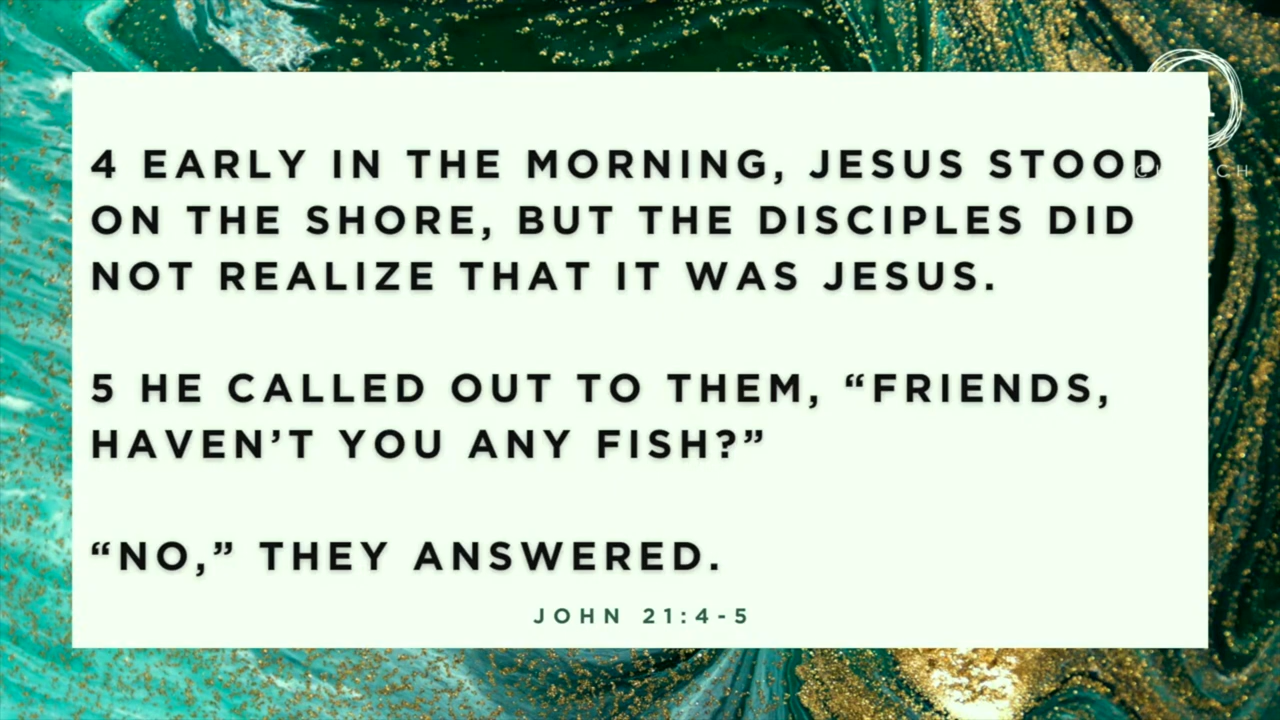 4 EARLY IN THE MORNING, JESUS STOOD
ON THE SHORE, BUT THE DISCIPLES DID
NOT REALIZE THAT IT WAS JESUS.
5 HE CALLED OUT TO THEM, “FRIENDS,
HAVEN’T YOU ANY FISH?”
“NO,” THEY ANSWERED.
JOHN 21:4-5